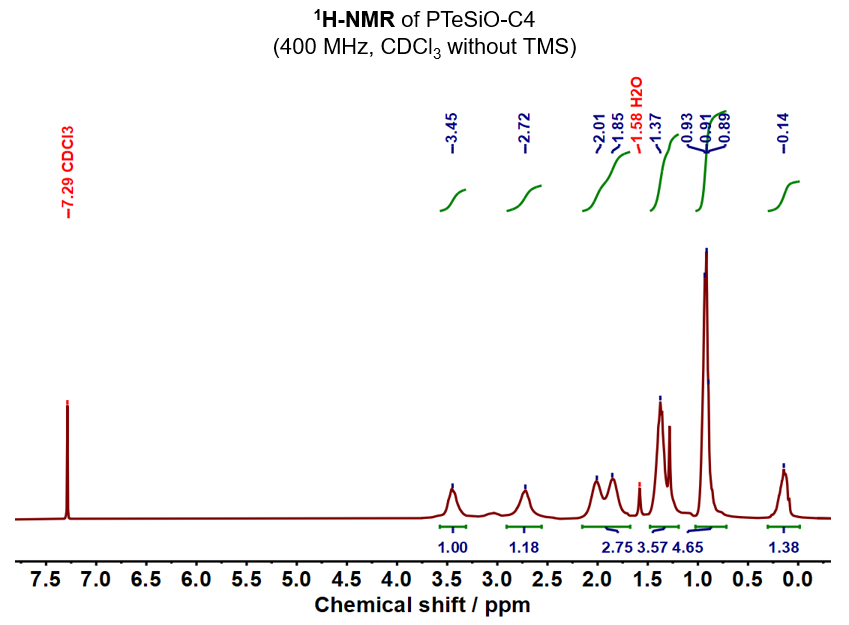 ¹H-NMR of PTeSiO-C4
(400 MHz, CDCl₃ without TMS)
7.29 CDCl3
3.45
2.72
2.01
1.85
1.58 H2O
1.37
0.93
0.91
0.89
0.14
1.00
1.18
2.75
3.57
4.65
1.38
7.5 7.0 6.5 6.0 5.5 5.0 4.5 4.0 3.5 3.0 2.5 2.0 1.5 1.0 0.5 0.0
Chemical shift / ppm